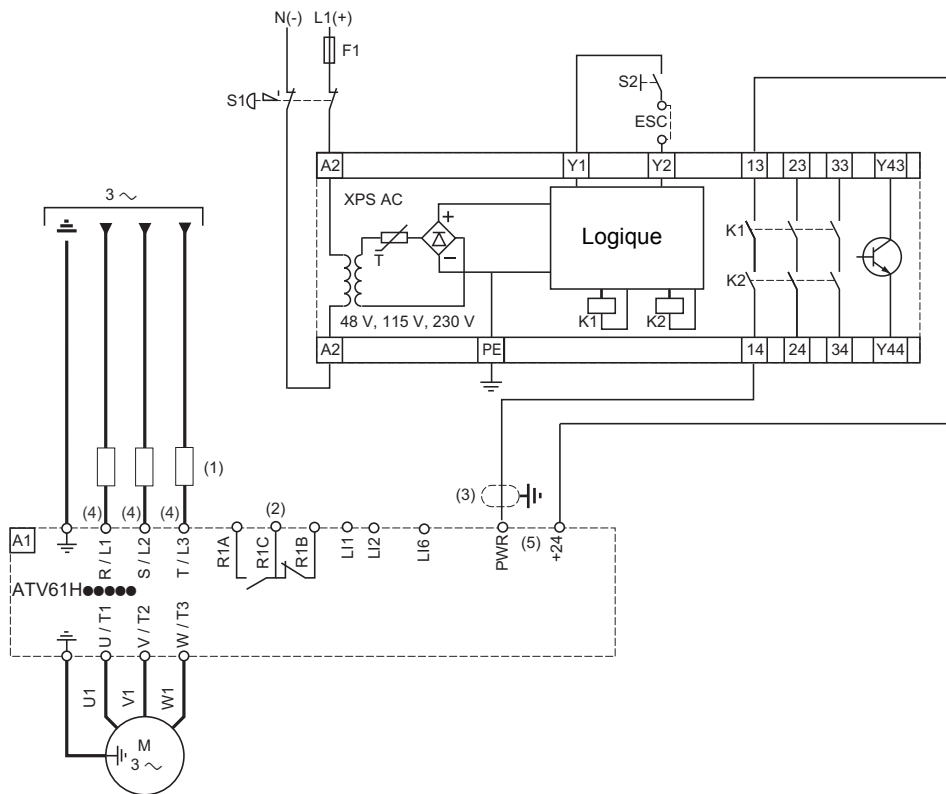 N(-) L1(+)
F1
S1
S2
ESC
A2 Y1 Y2 13 23 33 Y43
XPS AC
+
T
−
Logique
K1
K2
48 V, 115 V, 230 V
K1 K2
A2 PE 14 24 34 Y44
3 ~
(1)
(4) (4) (4) (2) (3) (5)
A1
R / L1 S / L2 T / L3 R1A R1C R1B LI1 LI2 LI6 PWR +24
ATV61H●●●●●
U / T1 V / T2 W / T3
U1 V1 W1
M
3 ~